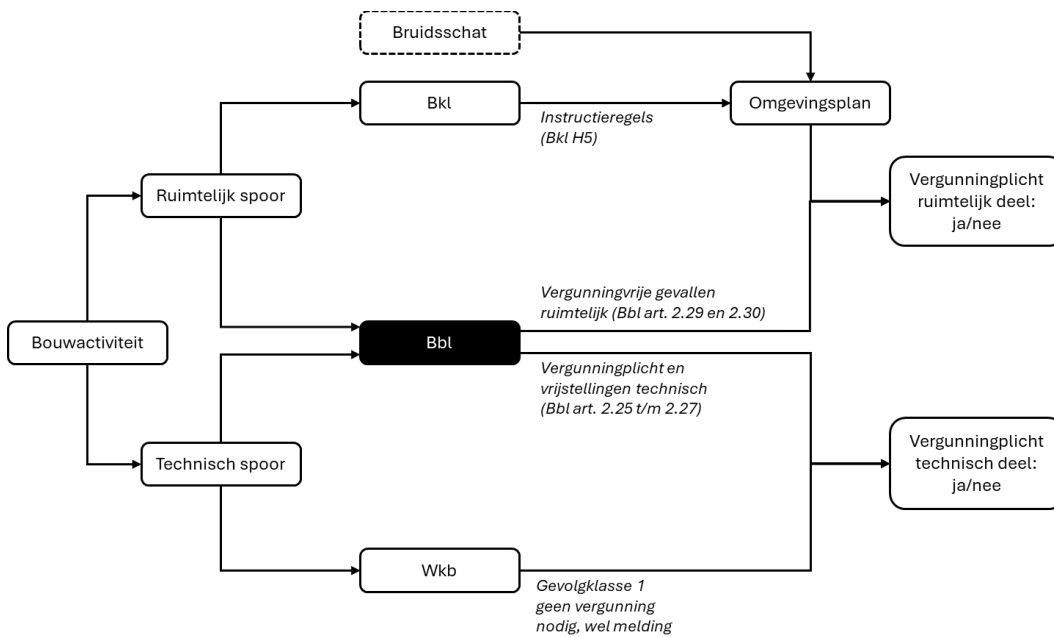 Bruidsschat
Bkl
Omgevingsplan
Instructieregels
(Bkl H5)
Ruimtelijk spoor
Vergunningplicht
ruimtelijk deel:
ja/nee
Vergunningvrije gevallen
ruimtelijk (Bbl art. 2.29 en 2.30)
Bouwactiviteit
Bbl
Vergunningplicht en
vrijstellingen technisch
(Bbl art. 2.25 t/m 2.27)
Technisch spoor
Vergunningplicht
technisch deel:
ja/nee
Wkb
Gevolgklasse 1
geen vergunning
nodig, wel melding